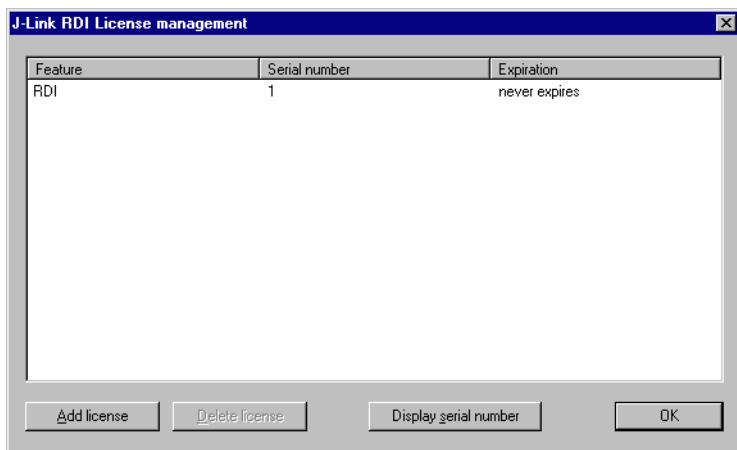 J-Link RDI License management
Feature Serial number Expiration
RDI 1 never expires
Add license Delete license Display serial number OK